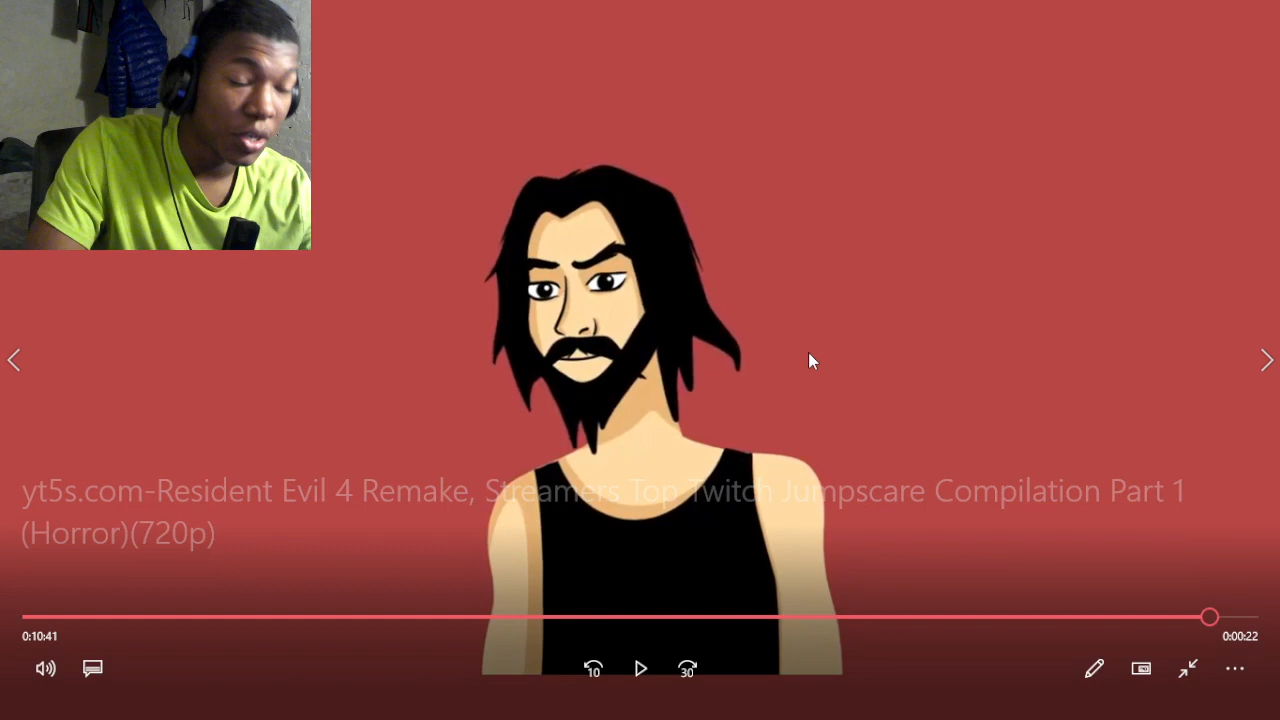 yt5s.com-Resident Evil 4 Remake, Streamers Top Twitch Jumpscare Compilation Part 1
(Horror)(720p)
0:10:41
0:00:22
10
30